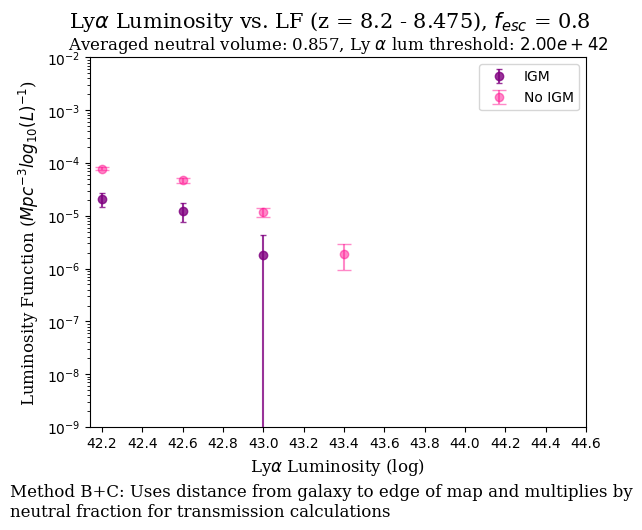 Lyα Luminosity vs. LF (z = 8.2 - 8.475), f_esc = 0.8
Averaged neutral volume: 0.857, Ly α lum threshold: 2.00e + 42
IGM
No IGM
Luminosity Function (Mpc⁻³log₁₀(L)⁻¹)
10⁻²
10⁻³
10⁻⁴
10⁻⁵
10⁻⁶
10⁻⁷
10⁻⁸
10⁻⁹
42.2 42.4 42.6 42.8 43.0 43.2 43.4 43.6 43.8 44.0 44.2 44.4 44.6
Lyα Luminosity (log)
Method B+C: Uses distance from galaxy to edge of map and multiplies by
neutral fraction for transmission calculations